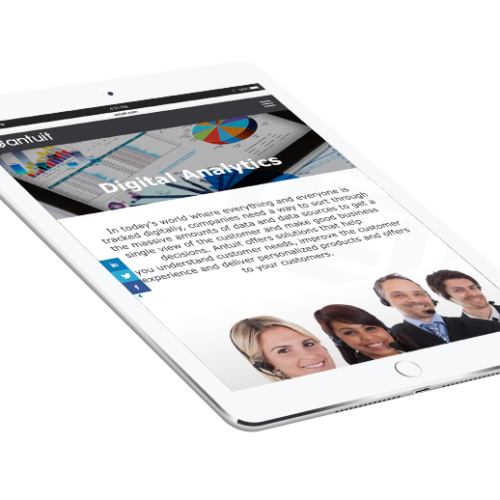 antuit.com
antuit
Digital Analytics
In today's world where everything and everyone is
tracked digitally, companies need a way to sort through
the massive amounts of data and data sources to get a
single view of the customer and make good business
decisions. Antuit offers solutions that help
you understand customer needs, improve the customer
experience and deliver personalized products and offers
to your customers.
in
f